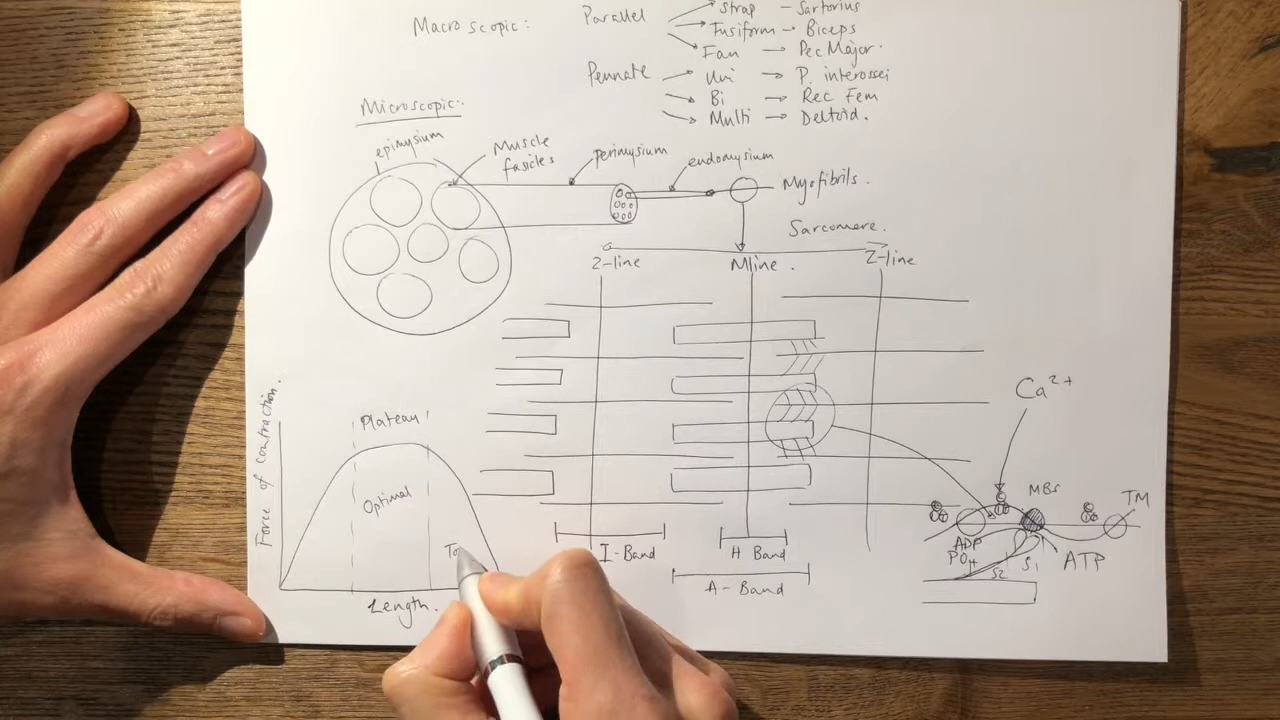 Macroscopic:
Parallel
strap - Sartorius
Fusiform → Biceps
Fan → Pec Major.
Pennate
Uni → P. interossei
Bi → Rec Fem
Multi → Deltoid.
Microscopic:
epimysium
Muscle
fasicles
perimysium
endomysium
Myofibrils.
Sarcomere.
Z-line
M line.
Z-line
Ca2+
Force of contraction.
Plateau
Optimal
To
Length.
I-Band
H Band
A-Band
MBs
TM
ADP
PO4
S2
S1
ATP